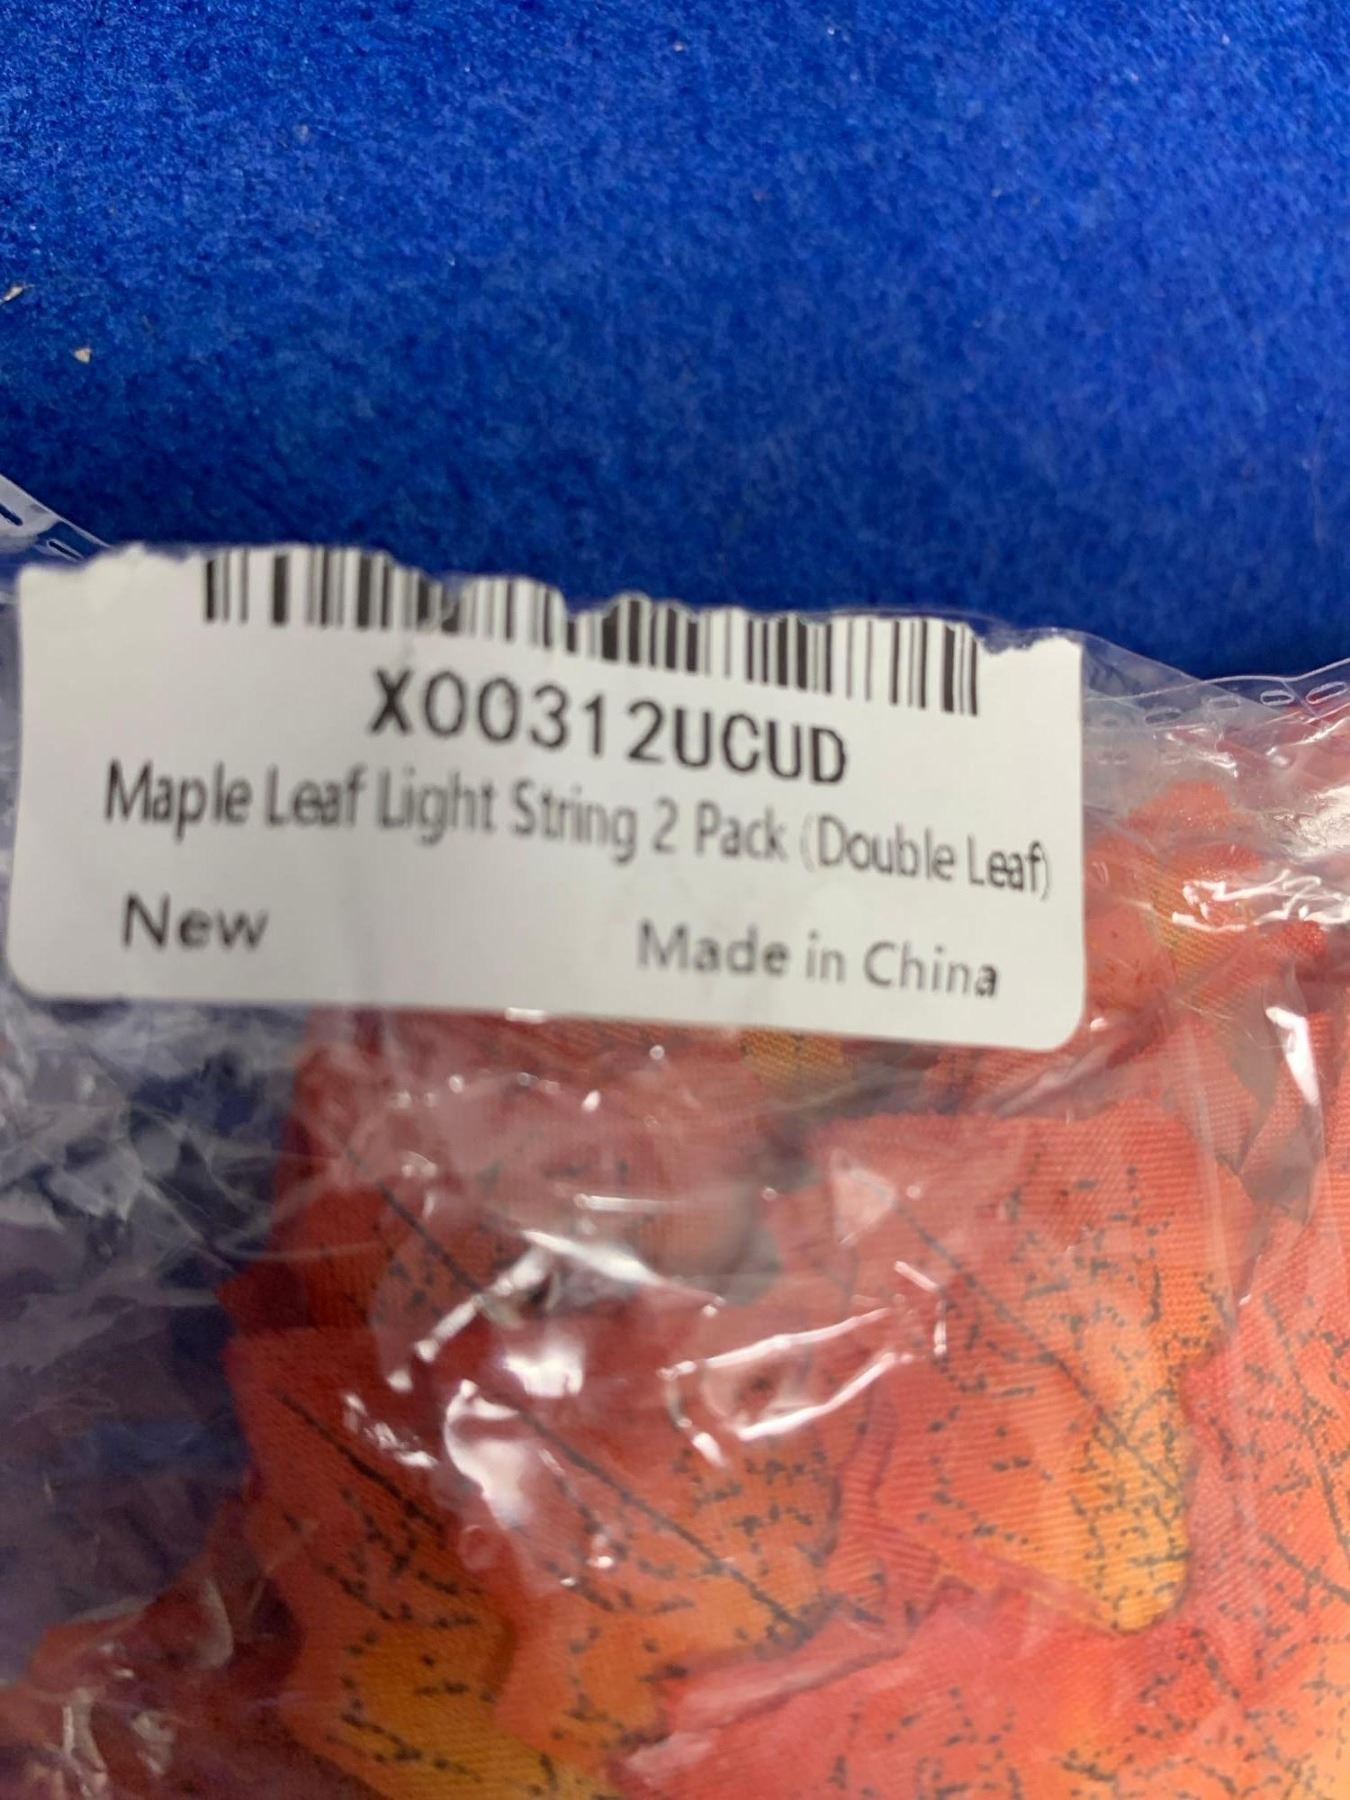 X00312UCUD
Maple Leaf Light String 2 Pack (Double Leaf)
New
Made in China